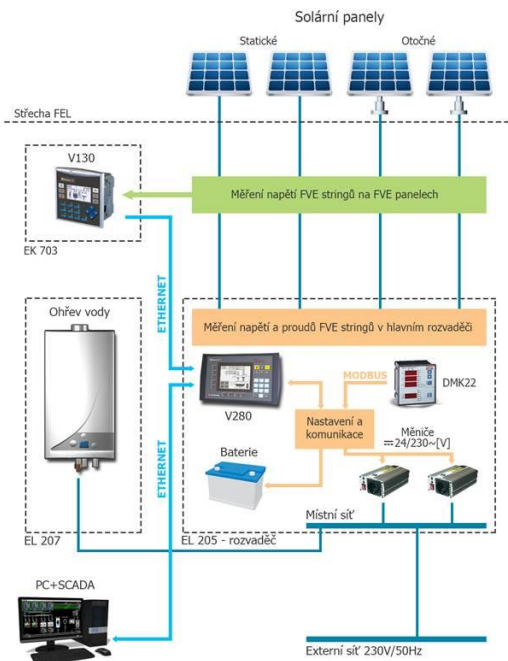 Solární panely
Statické
Otočné
Střecha FEL
V130
Měření napětí FVE stringů na FVE panelech
EK 703
ETHERNET
Ohřev vody
Měření napětí a proudů FVE stringů v hlavním rozvaděči
MODBUS
DMK22
V280
Nastavení a
komunikace
Měniče
⎓24/230~[V]
Baterie
ETHERNET
Místní síť
EL 207
EL 205 - rozvaděč
PC+SCADA
Externí síť 230V/50Hz